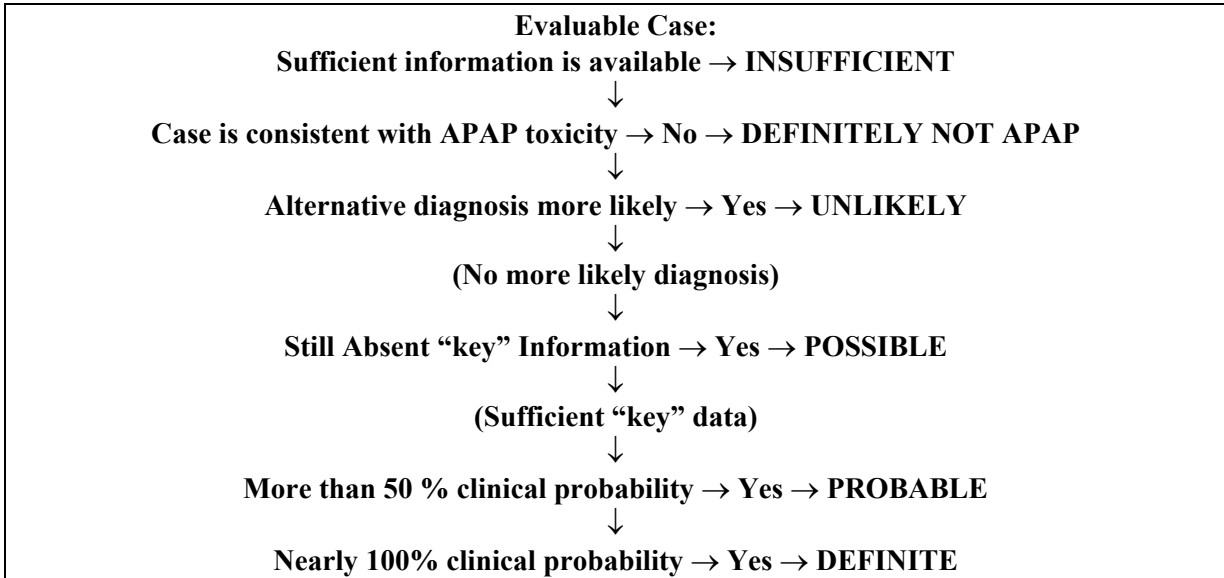 Evaluable Case:
Sufficient information is available → INSUFFICIENT
↓
Case is consistent with APAP toxicity → No → DEFINITELY NOT APAP
↓
Alternative diagnosis more likely → Yes → UNLIKELY
↓
(No more likely diagnosis)
↓
Still Absent “key” Information → Yes → POSSIBLE
↓
(Sufficient “key” data)
↓
More than 50 % clinical probability → Yes → PROBABLE
↓
Nearly 100% clinical probability → Yes → DEFINITE